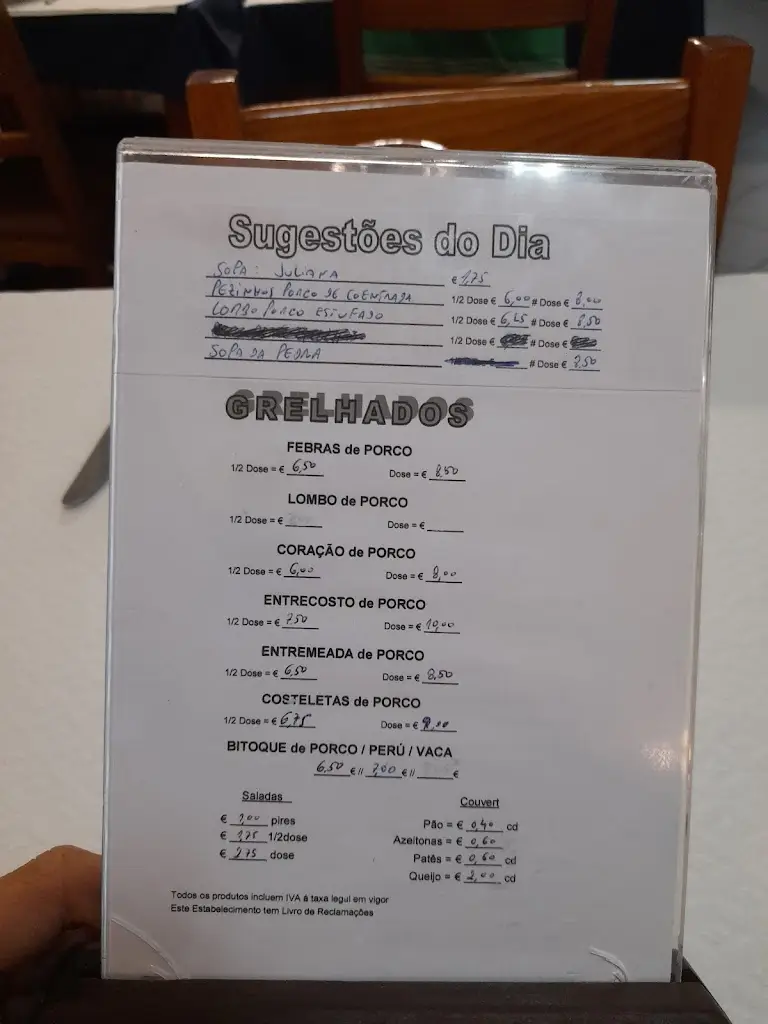 Sugestões do Dia
SOPA: JULIANA € 1,75
PEZINHOS PORCO DE COENTRADA 1/2 Dose € 6,00 # Dose € 8,00
LOMBO PORCO ESTUFADO 1/2 Dose € # Dose € 8,50
1/2 Dose € # Dose €
SOPA DA PEDRA # Dose € 3,50
GRELHADOS
FEBRAS de PORCO
1/2 Dose = € 6,50 Dose = € 8,50
LOMBO de PORCO
1/2 Dose = € Dose = €
CORAÇÃO de PORCO
1/2 Dose = € 6,00 Dose = € 8,00
ENTRECOSTO de PORCO
1/2 Dose = € 7,50 Dose = € 10,00
ENTREMEADA de PORCO
1/2 Dose = € 6,50 Dose = € 8,50
COSTELETAS de PORCO
1/2 Dose = € 6,75 Dose = € 9,00
BITOQUE de PORCO / PERÚ / VACA
6,50 € // 7,00 € // €
Saladas
€ 1,00 pires
€ 1,75 1/2dose
€ 2,75 dose
Couvert
Pão = € 0,40 cd
Azeitonas = € 0,60
Patês = € 0,60 cd
Queijo = € 2,00 cd
Todos os produtos incluem IVA à taxa legul em vigor
Este Estabelecimento tem Livro de Reclamações